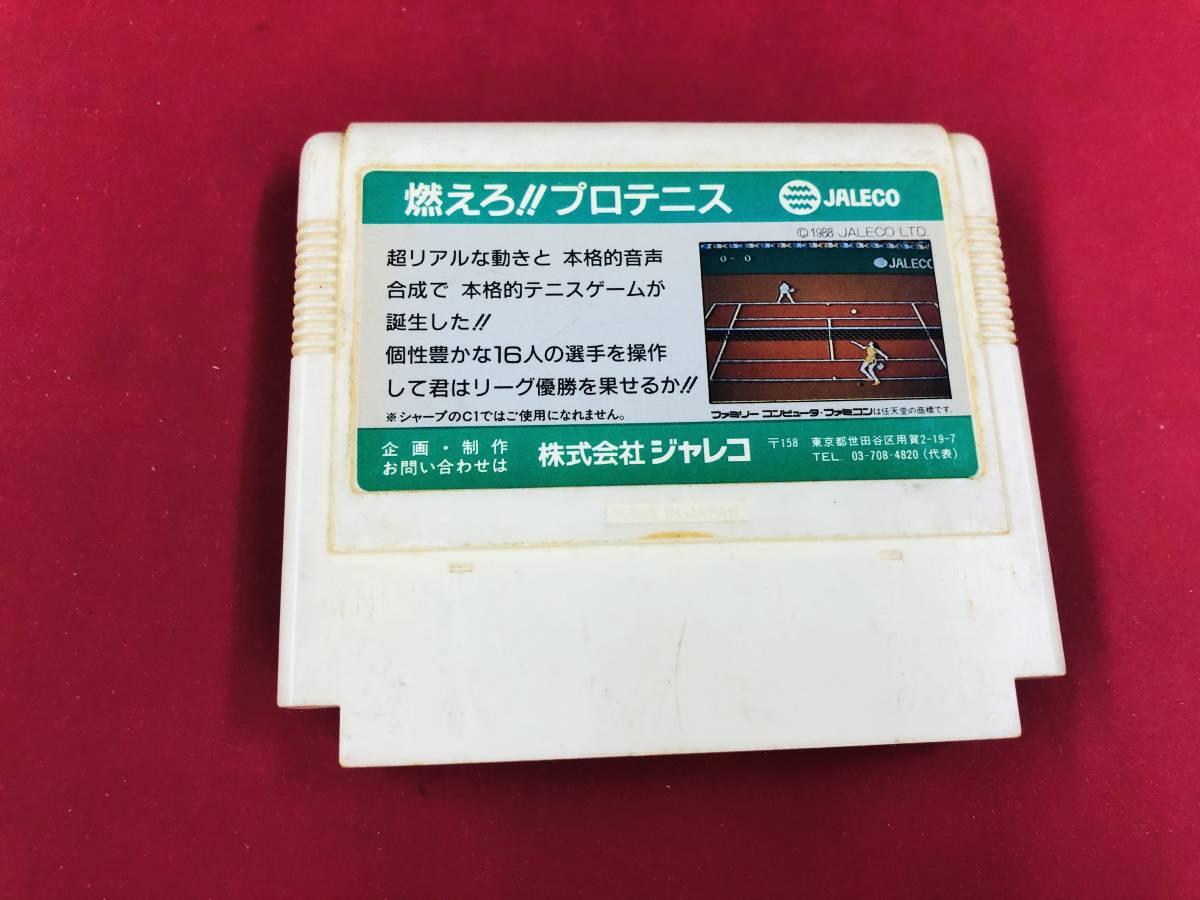 燃えろ!!プロテニス
JALECO
©1988 JALECO LTD.
超リアルな動きと 本格的音声
合成で 本格的テニスゲームが
誕生した!!
個性豊かな16人の選手を操作
して君はリーグ優勝を果せるか!!
※シャープのC1ではご使用になれません。
0- 0
JALECO
ファミリー コンピュータ・ファミコンは任天堂の商標です.
企画・制作
お問い合わせは
株式会社 ジャレコ
〒158 東京都世田谷区用賀2-19-7
TEL. 03-708-4820 (代表)
MADE IN JAPAN